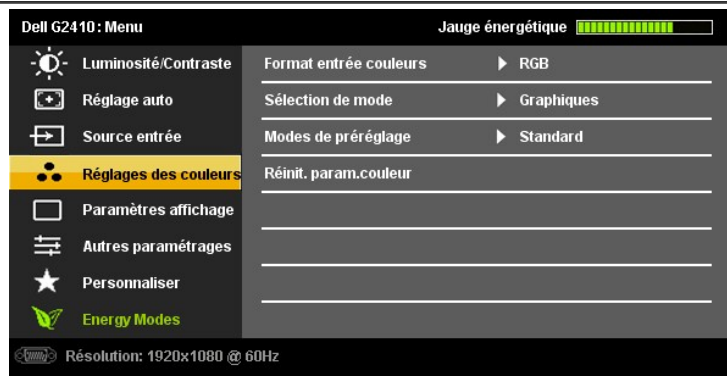 Dell G2410 : Menu Jauge énergétique
Luminosité/Contraste Format entrée couleurs RGB
Réglage auto Sélection de mode Graphiques
Source entrée Modes de préréglage Standard
Réglages des couleurs Réinit. param.couleur
Paramètres affichage
Autres paramétrages
Personnaliser
Energy Modes
Résolution: 1920x1080 @ 60Hz